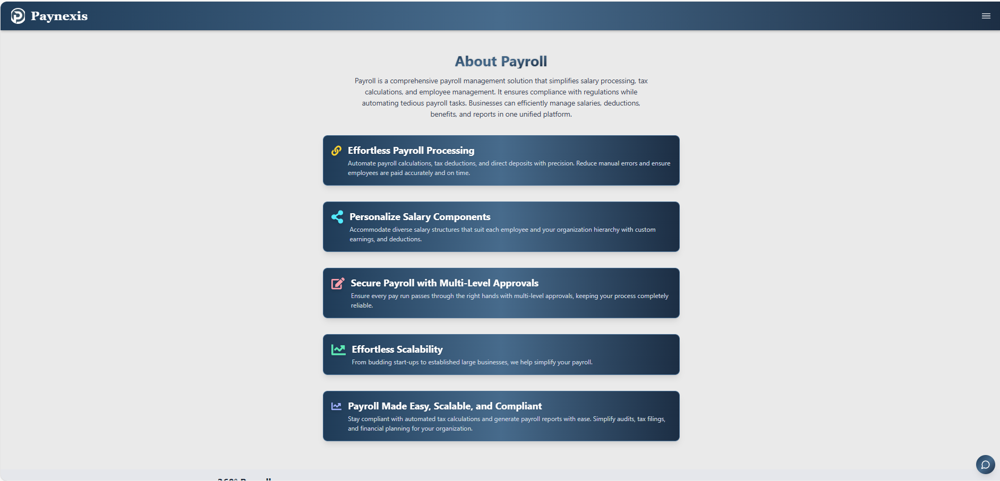 Paynexis
About Payroll
Payroll is a comprehensive payroll management solution that simplifies salary processing, tax
calculations, and employee management. It ensures compliance with regulations while
automating tedious payroll tasks. Businesses can efficiently manage salaries, deductions,
benefits, and reports in one unified platform.
Effortless Payroll Processing
Automate payroll calculations, tax deductions, and direct deposits with precision. Reduce manual errors and ensure
employees are paid accurately and on time.
Personalize Salary Components
Accommodate diverse salary structures that suit each employee and your organization hierarchy with custom
earnings, and deductions.
Secure Payroll with Multi-Level Approvals
Ensure every pay run passes through the right hands with multi-level approvals, keeping your process completely
reliable.
Effortless Scalability
From budding start-ups to established large businesses, we help simplify your payroll.
Payroll Made Easy, Scalable, and Compliant
Stay compliant with automated tax calculations and generate payroll reports with ease. Simplify audits, tax filings,
and financial planning for your organization.
360° Payroll